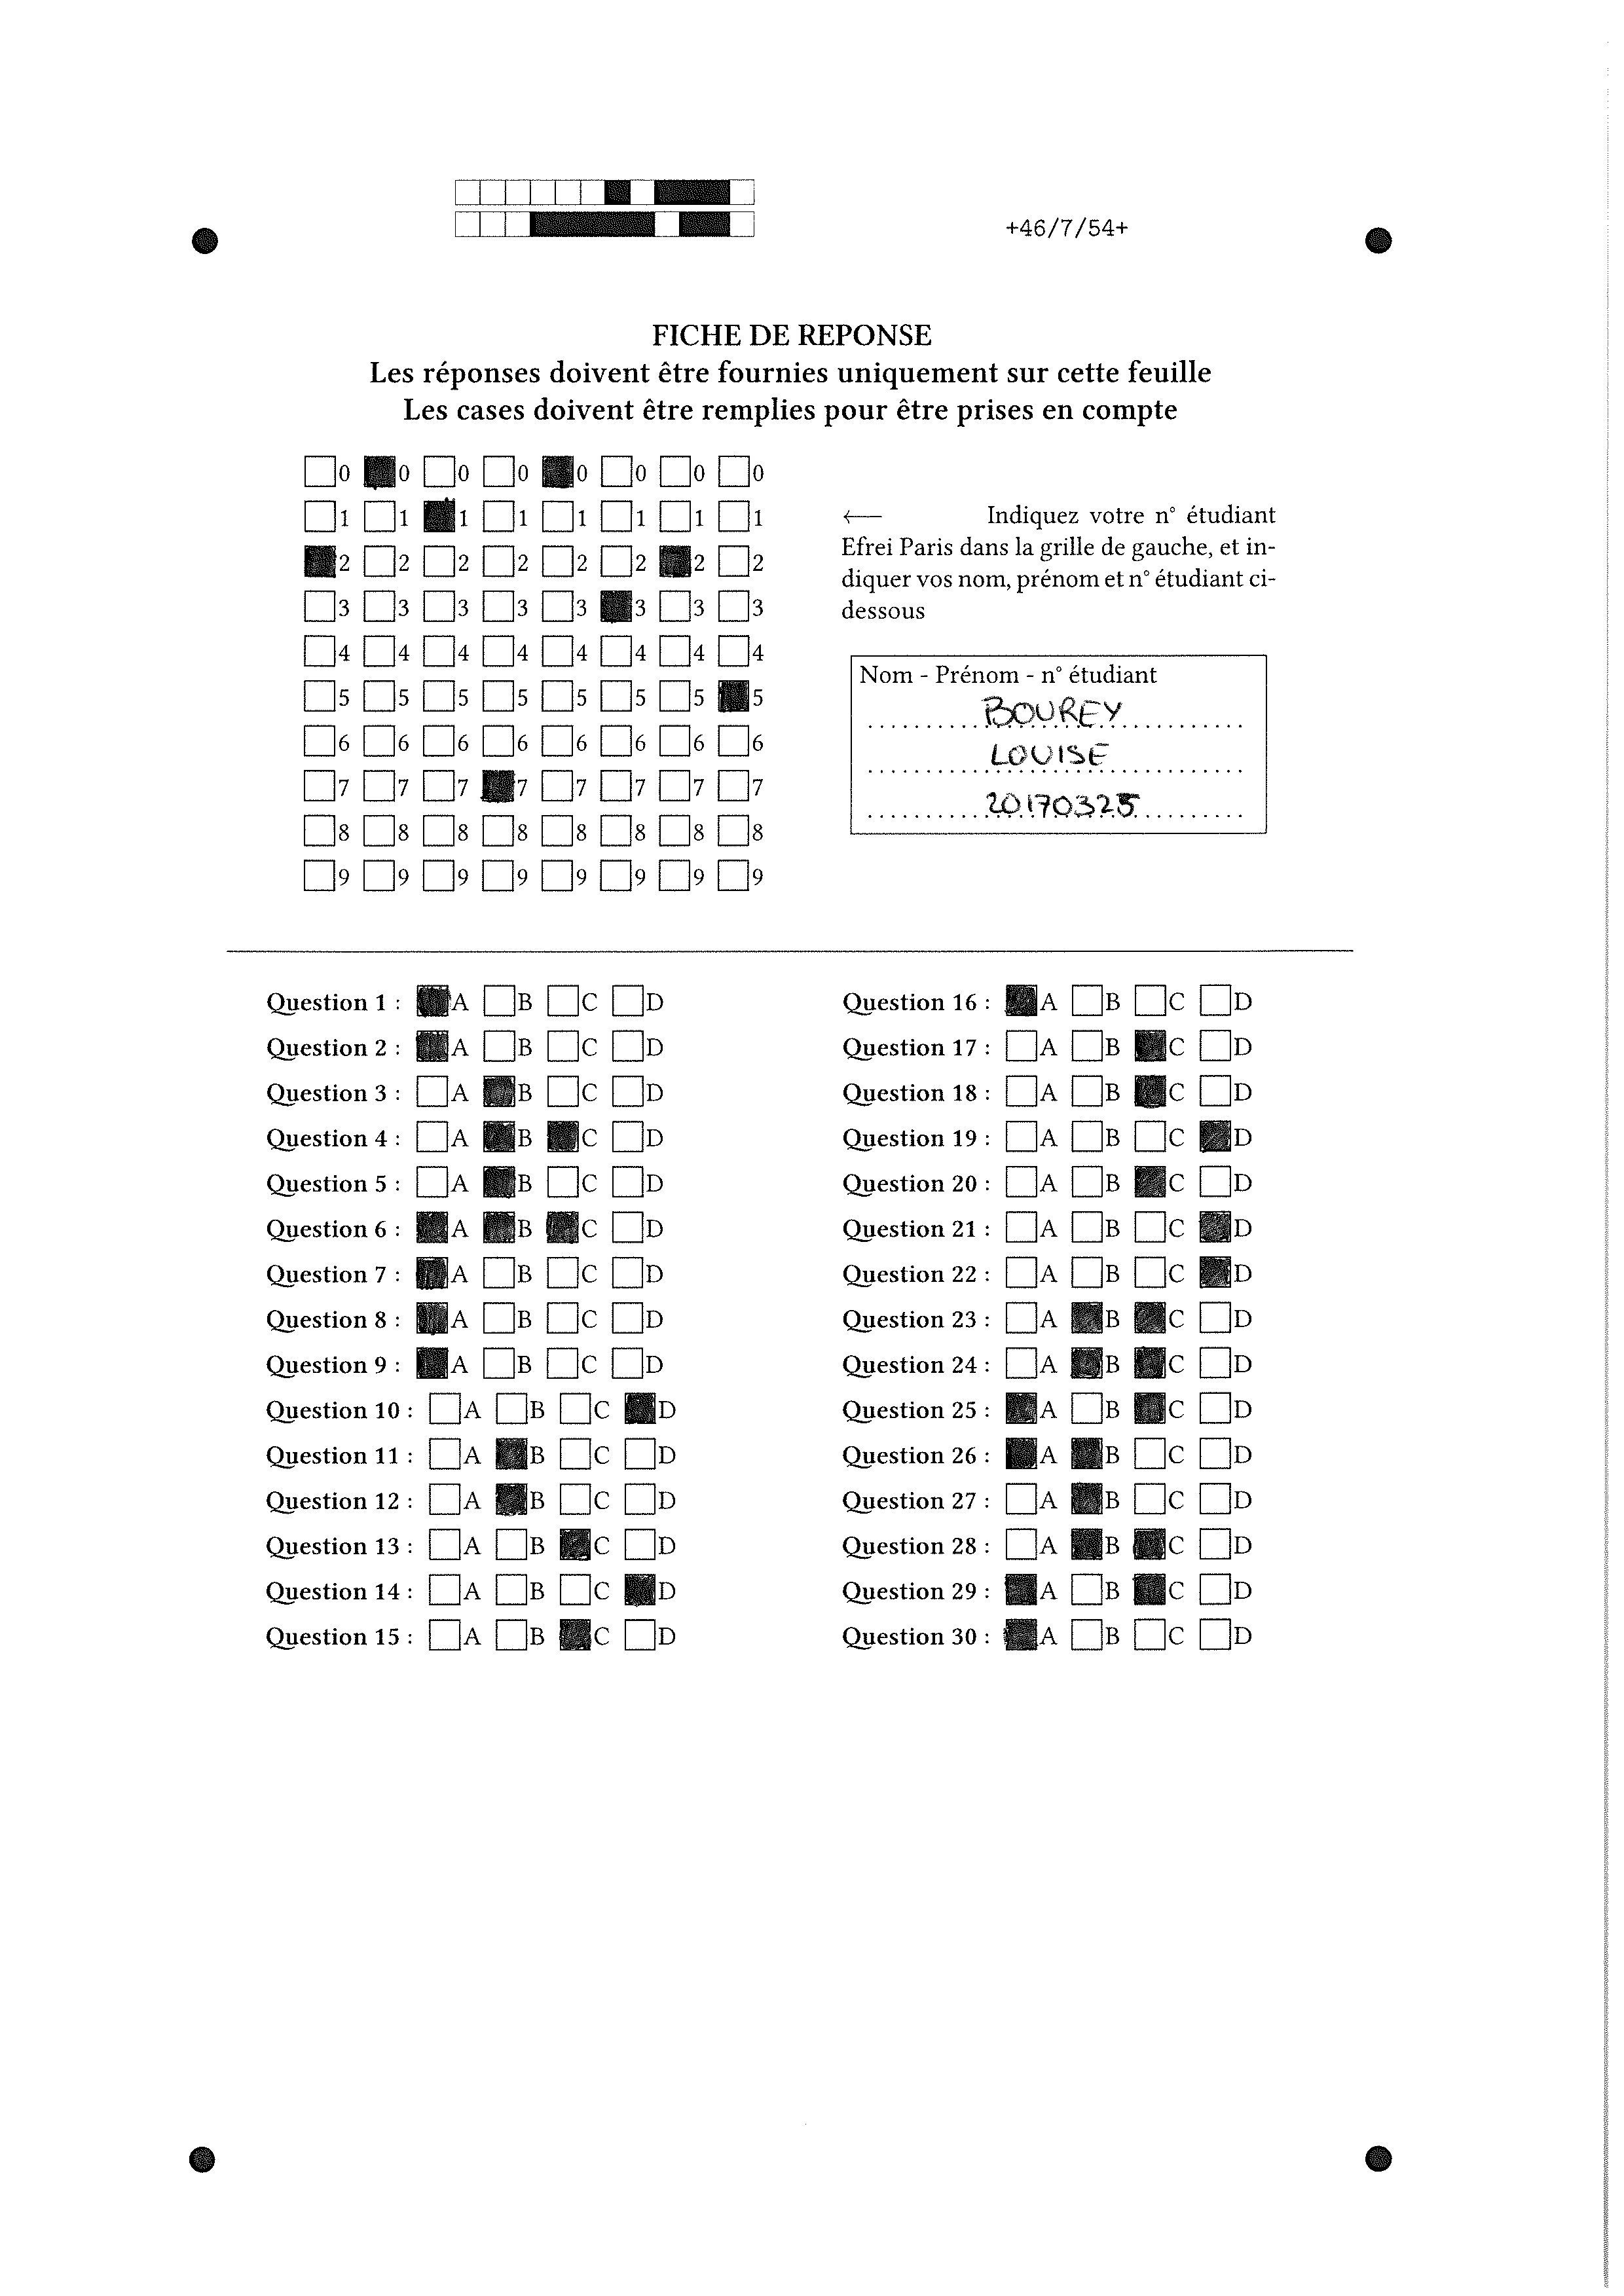 +46/7/54+
FICHE DE REPONSE
Les réponses doivent être fournies uniquement sur cette feuille
Les cases doivent être remplies pour être prises en compte
0 0 0 0 0 0 0 0
1 1 1 1 1 1 1 1
2 2 2 2 2 2 2 2
3 3 3 3 3 3 3 3
4 4 4 4 4 4 4 4
5 5 5 5 5 5 5 5
6 6 6 6 6 6 6 6
7 7 7 7 7 7 7 7
8 8 8 8 8 8 8 8
9 9 9 9 9 9 9 9
← Indiquez votre n° étudiant
Efrei Paris dans la grille de gauche, et in-
diquer vos nom, prénom et n° étudiant ci-
dessous
Nom - Prénom - n° étudiant
BOUREY
LOUISE
20170325
Question 1 : A B C D
Question 2 : A B C D
Question 3 : A B C D
Question 4 : A B C D
Question 5 : A B C D
Question 6 : A B C D
Question 7 : A B C D
Question 8 : A B C D
Question 9 : A B C D
Question 10 : A B C D
Question 11 : A B C D
Question 12 : A B C D
Question 13 : A B C D
Question 14 : A B C D
Question 15 : A B C D
Question 16 : A B C D
Question 17 : A B C D
Question 18 : A B C D
Question 19 : A B C D
Question 20 : A B C D
Question 21 : A B C D
Question 22 : A B C D
Question 23 : A B C D
Question 24 : A B C D
Question 25 : A B C D
Question 26 : A B C D
Question 27 : A B C D
Question 28 : A B C D
Question 29 : A B C D
Question 30 : A B C D